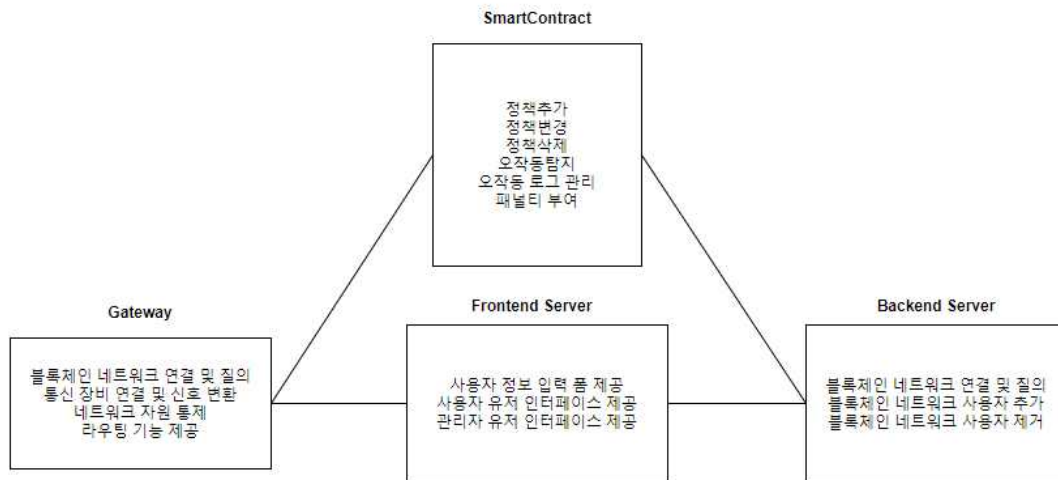 SmartContract
정책추가
정책변경
정책삭제
오작동탐지
오작동 로그 관리
패널티 부여
Gateway
블록체인 네트워크 연결 및 질의
통신 장비 연결 및 신호 변환
네트워크 자원 통제
라우팅 기능 제공
Frontend Server
사용자 정보 입력 폼 제공
사용자 유저 인터페이스 제공
관리자 유저 인터페이스 제공
Backend Server
블록체인 네트워크 연결 및 질의
블록체인 네트워크 사용자 추가
블록체인 네트워크 사용자 제거